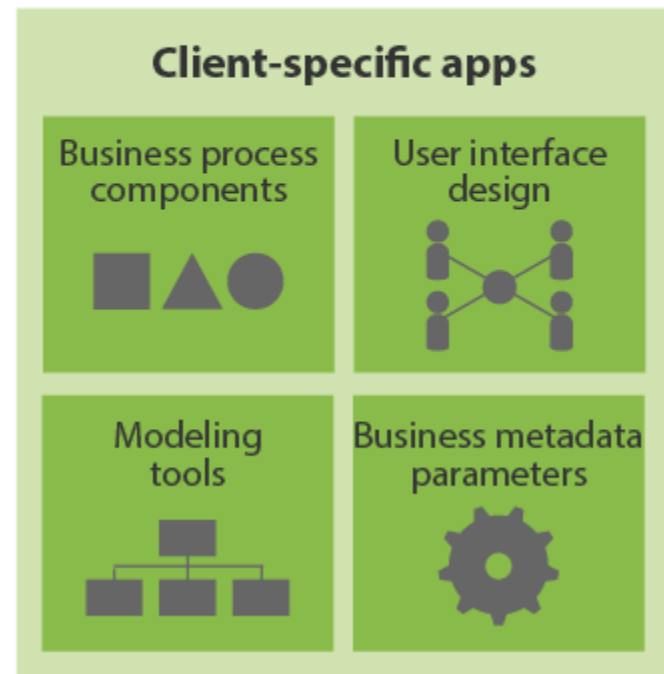 Client-specific apps
Business process
components
User interface
design
Modeling
tools
Business metadata
parameters